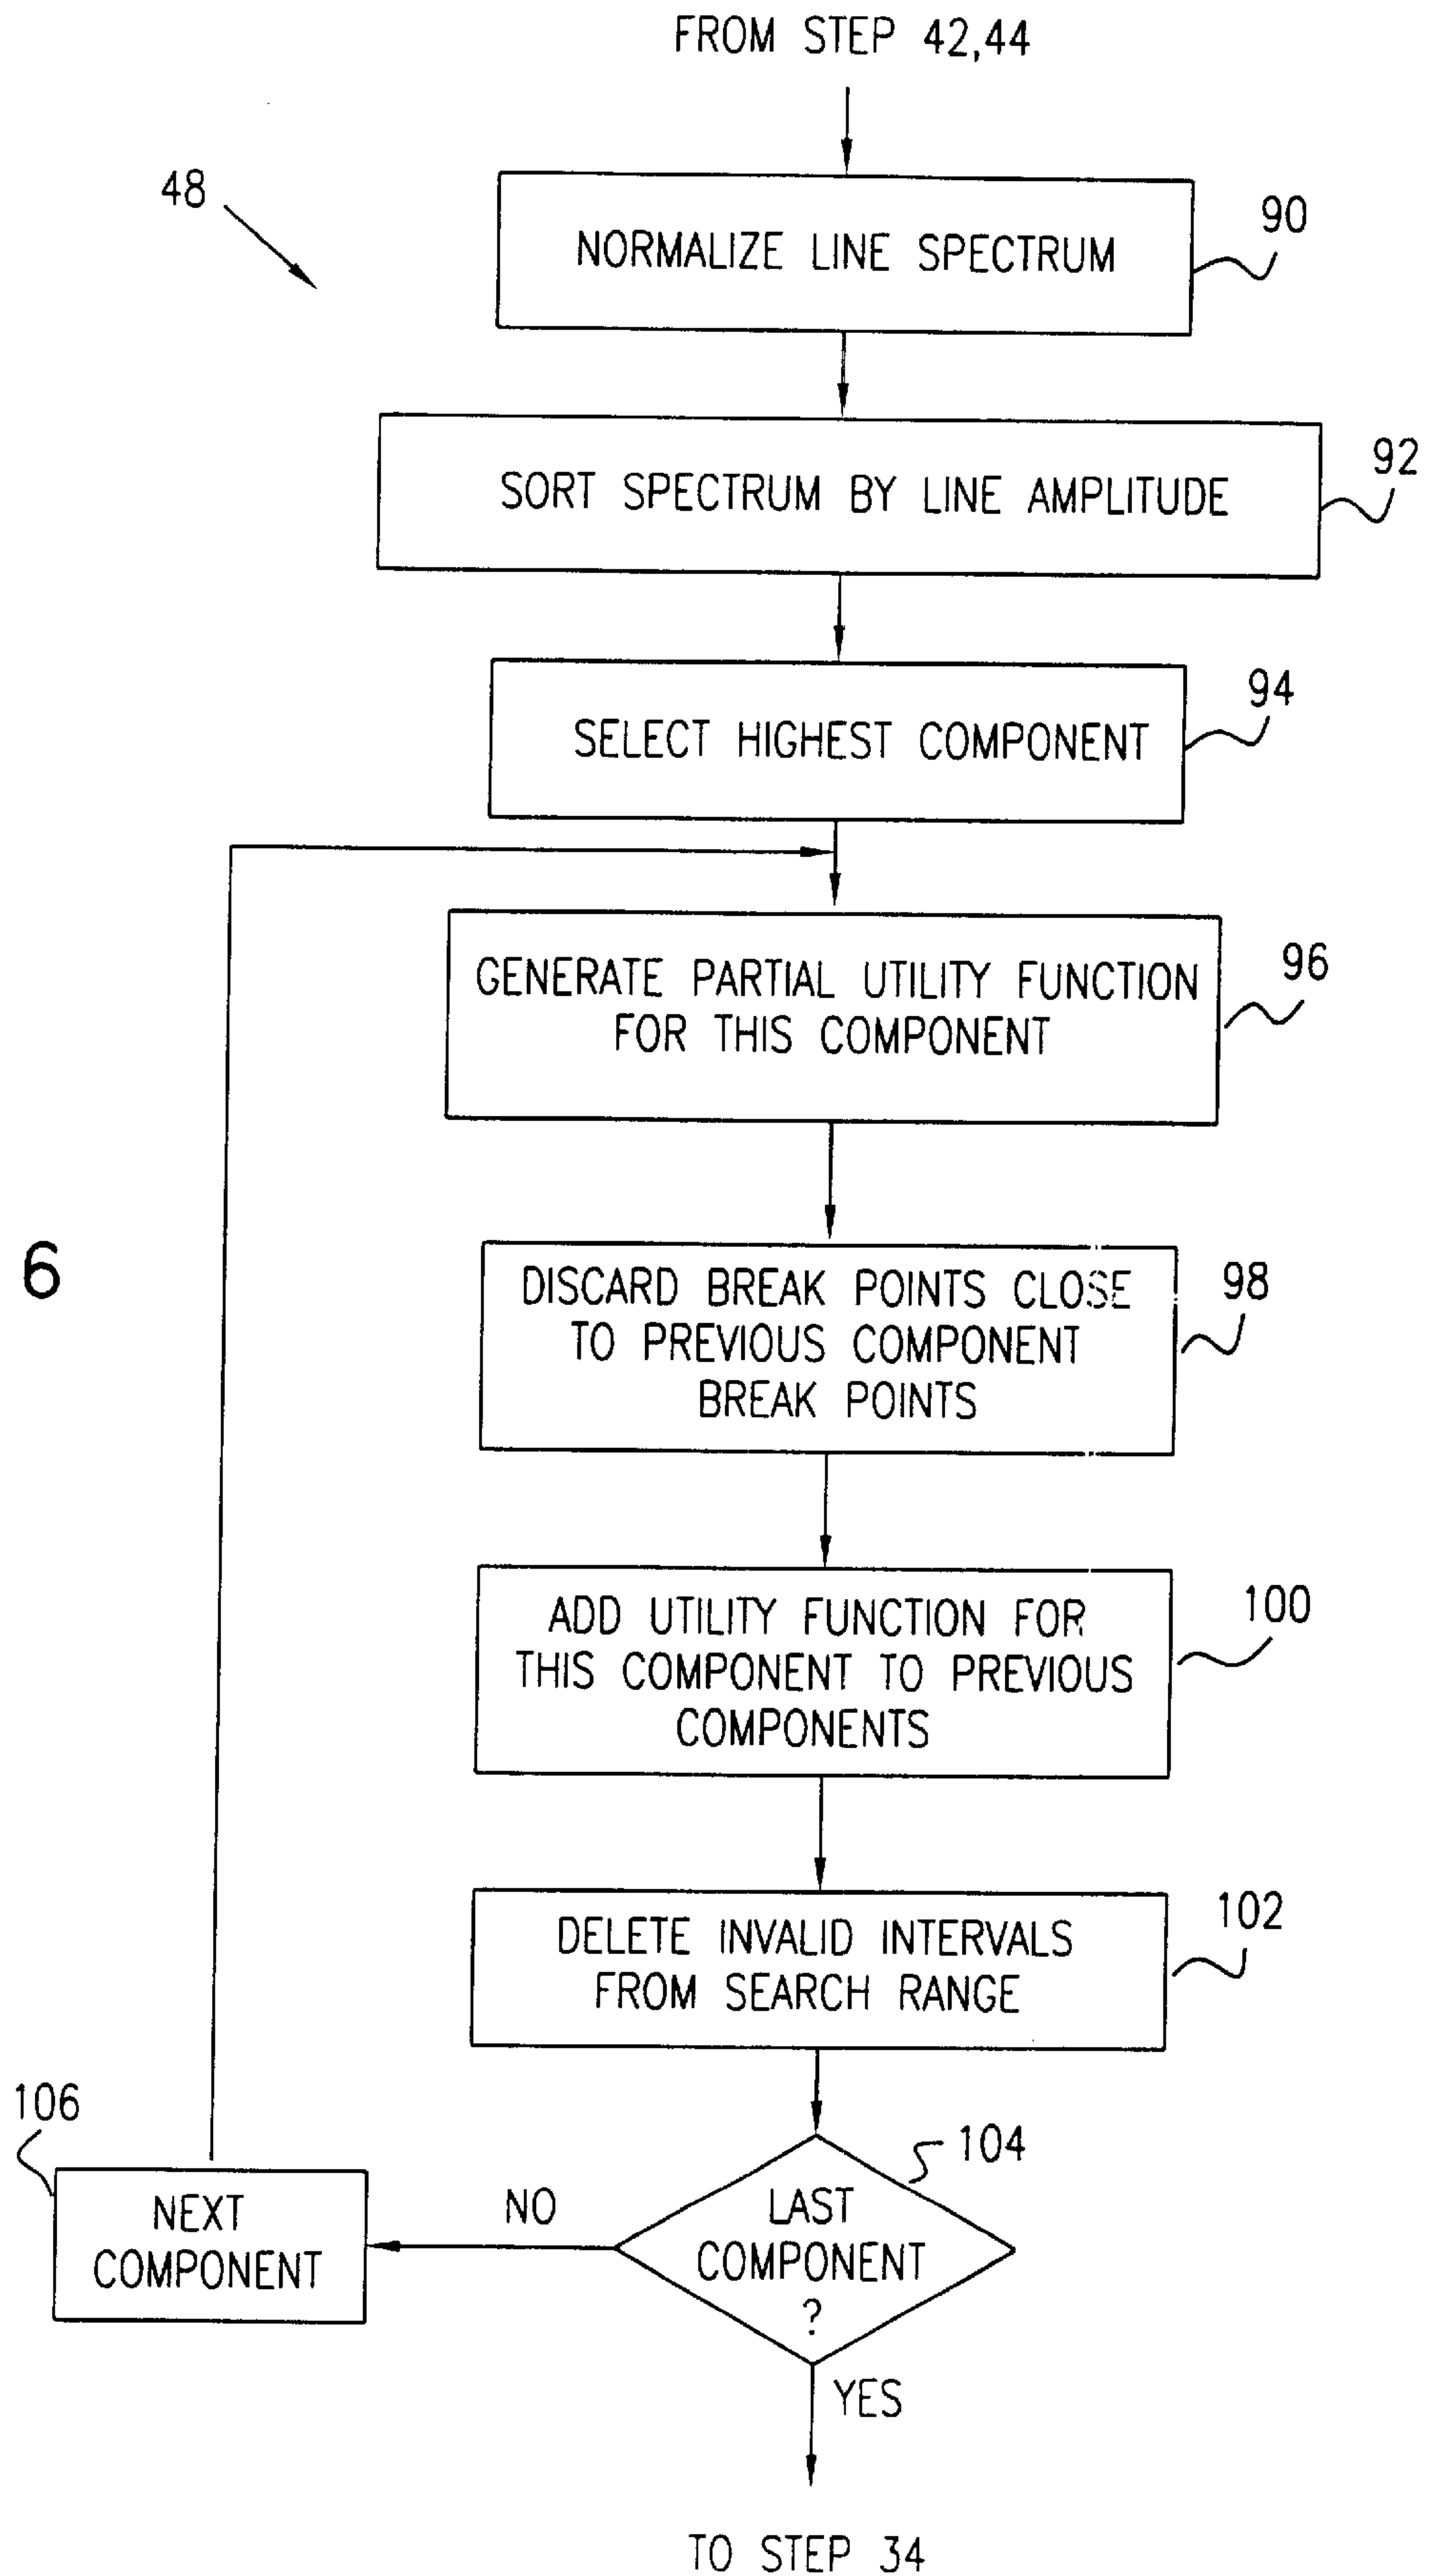 FROM STEP 42,44
48
NORMALIZE LINE SPECTRUM
90
SORT SPECTRUM BY LINE AMPLITUDE
92
SELECT HIGHEST COMPONENT
94
GENERATE PARTIAL UTILITY FUNCTION
FOR THIS COMPONENT
96
6
DISCARD BREAK POINTS CLOSE
TO PREVIOUS COMPONENT
BREAK POINTS
98
ADD UTILITY FUNCTION FOR
THIS COMPONENT TO PREVIOUS
COMPONENTS
100
DELETE INVALID INTERVALS
FROM SEARCH RANGE
102
LAST
COMPONENT
?
104
NO
106
NEXT
COMPONENT
YES
TO STEP 34